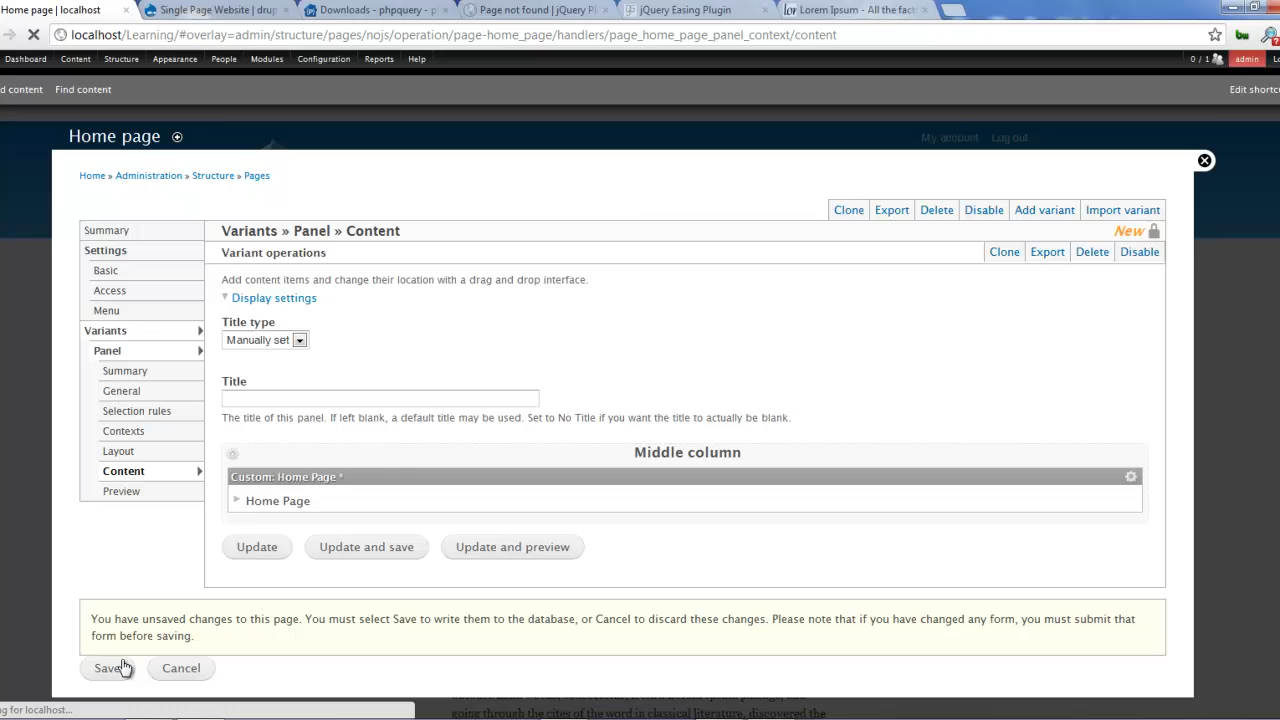 Home page | localhost
Single Page Website | drup
Downloads - phpquery - p
Page not found | jQuery Pl
jQuery Easing Plugin
Lorem Ipsum - All the fact
localhost/Learning/#overlay=admin/structure/pages/nojs/operation/page-home_page/handlers/page_home_page_panel_context/content
Dashboard Content Structure Appearance People Modules Configuration Reports Help
0 / 1 admin Lo
d content Find content
Edit shortc
Home page
My account Log out
Home » Administration » Structure » Pages
Clone Export Delete Disable Add variant Import variant
Summary
Settings
Basic
Access
Menu
Variants
Panel
Summary
General
Selection rules
Contexts
Layout
Content
Preview
Variants » Panel » Content
New
Variant operations
Clone Export Delete Disable
Add content items and change their location with a drag and drop interface.
Display settings
Title type
Manually set
Title
The title of this panel. If left blank, a default title may be used. Set to No Title if you want the title to actually be blank.
Middle column
Custom: Home Page *
Home Page
Update Update and save Update and preview
You have unsaved changes to this page. You must select Save to write them to the database, or Cancel to discard these changes. Please note that if you have changed any form, you must submit that
form before saving.
Save Cancel
ng for localhost...
going through the cites of the word in classical literature, discovered the